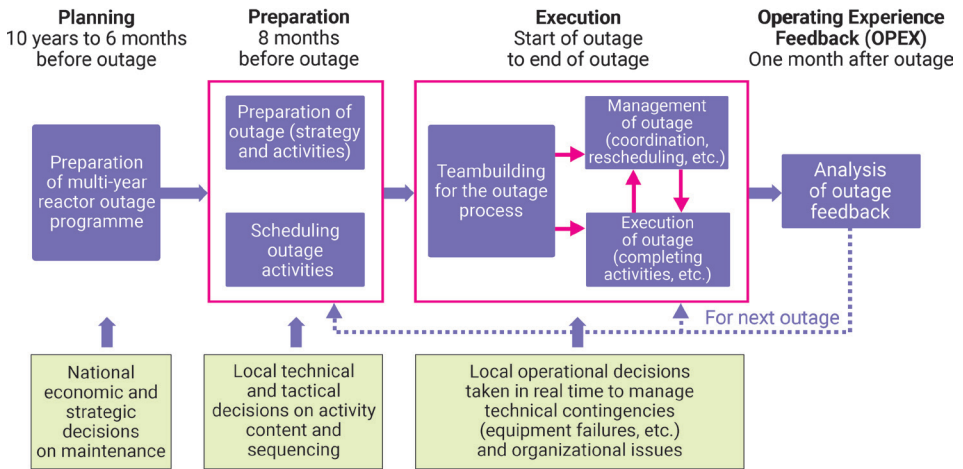 Planning
10 years to 6 months
before outage
Preparation
8 months
before outage
Execution
Start of outage
to end of outage
Operating Experience
Feedback (OPEX)
One month after outage
Preparation
of multi-year
reactor outage
programme
Preparation of
outage (strategy
and activities)
Scheduling
outage
activities
Teambuilding
for the outage
process
Management
of outage
(coordination,
rescheduling, etc.)
Execution
of outage
(completing
activities, etc.)
Analysis
of outage
feedback
For next outage
National
economic and
strategic
decisions
on maintenance
Local technical
and tactical
decisions on activity
content and
sequencing
Local operational decisions
taken in real time to manage
technical contingencies
(equipment failures, etc.)
and organizational issues